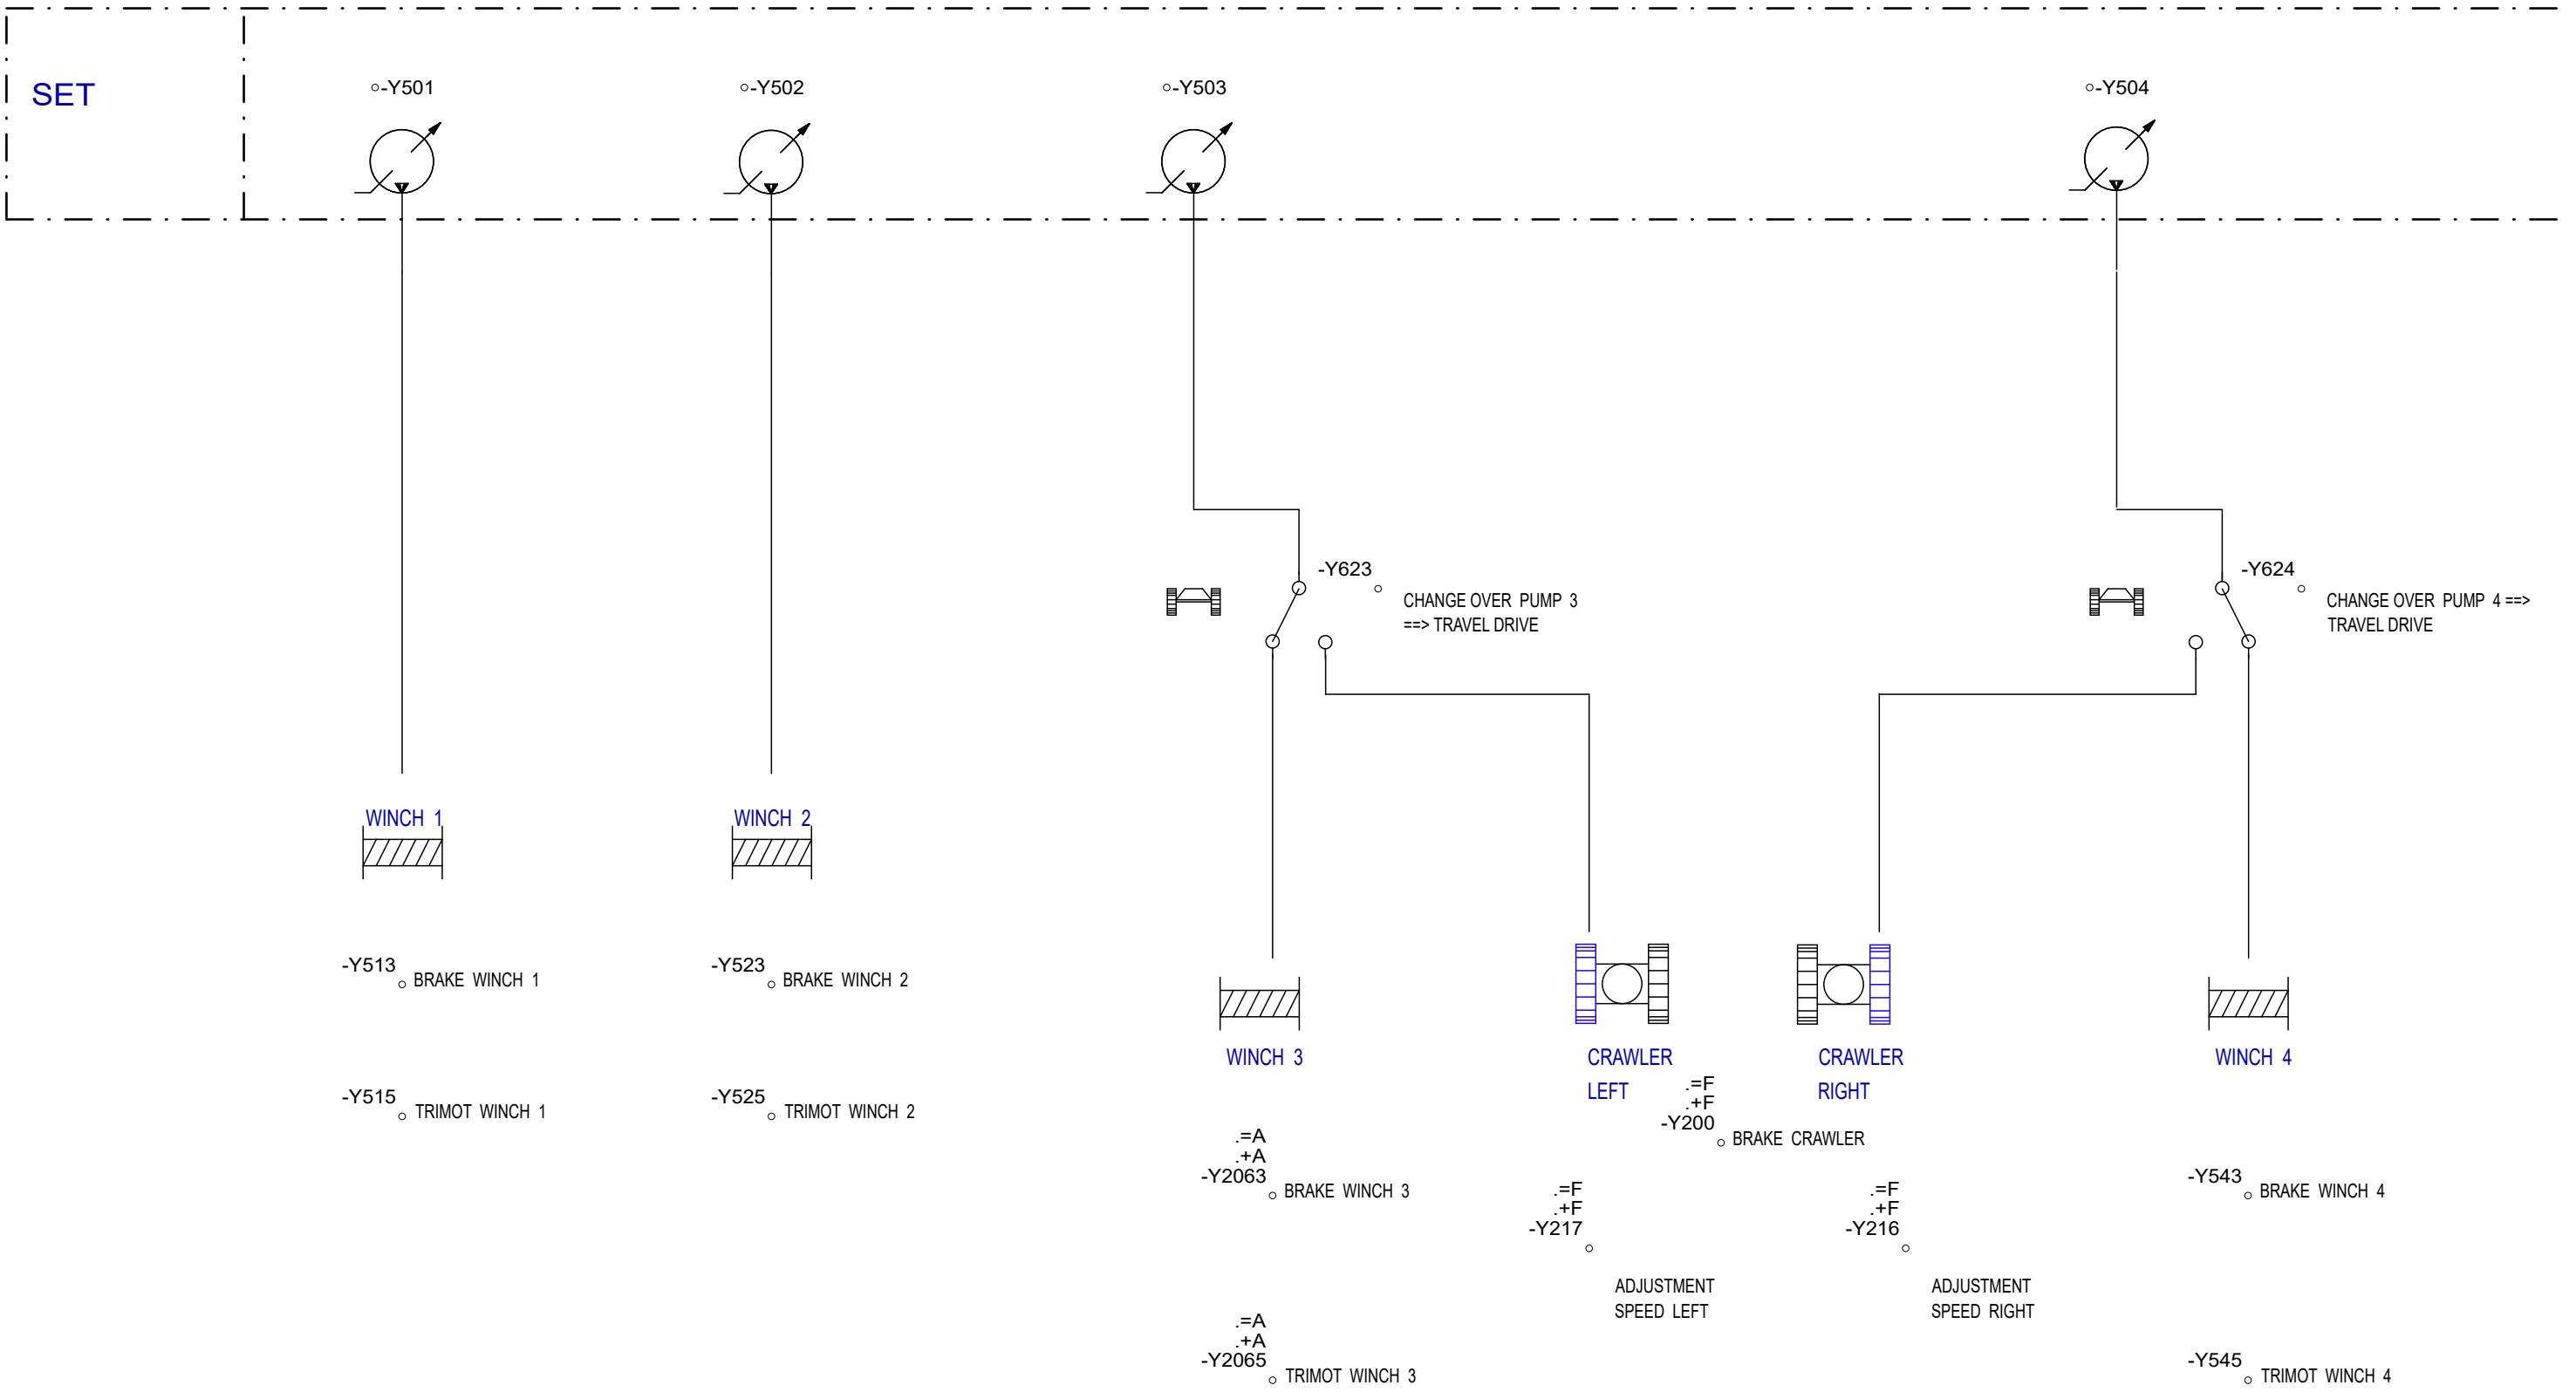 SET
-Y501
-Y502
-Y503
-Y504
-Y623
CHANGE OVER PUMP 3
==> TRAVEL DRIVE
-Y624
CHANGE OVER PUMP 4 ==>
TRAVEL DRIVE
WINCH 1
WINCH 2
-Y513
BRAKE WINCH 1
-Y523
BRAKE WINCH 2
-Y515
TRIMOT WINCH 1
-Y525
TRIMOT WINCH 2
WINCH 3
CRAWLER
LEFT
CRAWLER
RIGHT
WINCH 4
.=F
.+F
-Y200
BRAKE CRAWLER
.=A
.+A
-Y2063
BRAKE WINCH 3
.=F
.+F
-Y217
ADJUSTMENT
SPEED LEFT
.=F
.+F
-Y216
ADJUSTMENT
SPEED RIGHT
-Y543
BRAKE WINCH 4
.=A
.+A
-Y2065
TRIMOT WINCH 3
-Y545
TRIMOT WINCH 4